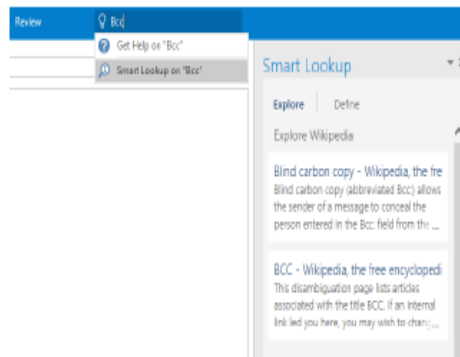 Review
Bcc
Get Help on "Bcc"
Smart Lookup on "Bcc"
Smart Lookup
Explore
Define
Explore Wikipedia
Blind carbon copy - Wikipedia, the fre
Blind carbon copy (abbreviated Bcc) allows
the sender of a message to conceal the
person entered in the Bcc: field from the ...
BCC - Wikipedia, the free encyclopedi
This disambiguation page lists articles
associated with the title BCC. If an internal
link led you here, you may wish to chang...